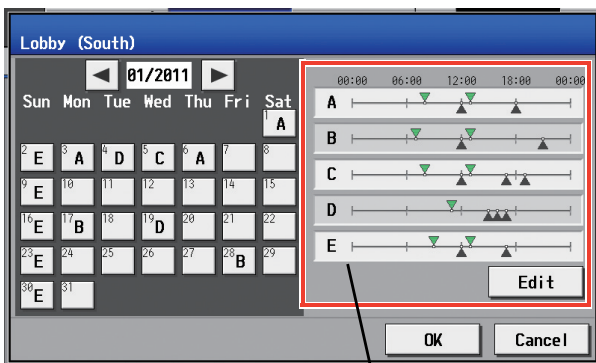 Lobby (South)
01/2011
00:00 06:00 12:00 18:00 00:00
Sun Mon Tue Wed Thu Fri Sat
1 A
2 E 3 A 4 D 5 C 6 A 7 8
9 E 10 11 12 13 14 15
16 E 17 B 18 19 D 20 21 22
23 E 24 25 26 27 28 B 29
30 E 31
A
B
C
D
E
Edit
OK Cancel